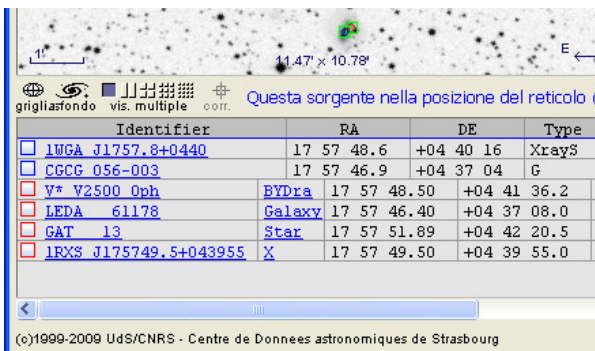 1'
11.47' x 10.78'
E
griglia sfondo vis. multiple corr. Questa sorgente nella posizione del reticolo (
Identifier RA DE Type
1WGA J1757.8+0440 17 57 48.6 +04 40 16 XrayS
CGCG 056-003 17 57 46.9 +04 37 04 G
V* V2500 Oph BYDra 17 57 48.50 +04 41 36.2
LEDA 61178 Galaxy 17 57 46.40 +04 37 08.0
GAT 13 Star 17 57 51.89 +04 42 20.5
1RXS J175749.5+043955 X 17 57 49.50 +04 39 55.0
(c)1999-2009 UdS/CNRS - Centre de Donnees astronomiques de Strasbourg